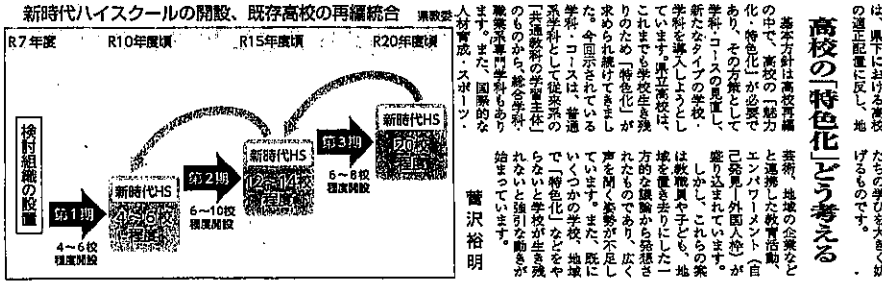 新時代ハイスクールの開設、既存高校の再編統合
県教委
R7年度
R10年度頃
R15年度頃
R20年度頃
検討組織の設置
第1期
4～6校
程度開設
新時代HS
4～6校
程度
第2期
6～10校
程度開設
新時代HS
12～14校
程度
第3期
6～8校
程度開設
新時代HS
20校
程度
は、県下における高校
の適正配置に反し、地
たちの学びを大きく妨
げるものです。
高校の「特色化」どう考える
基本方針は高校再編
の中で、高校の「魅力
化・特色化」が必要で
あり、その方策として
学科・コースの見直し、
新たなタイプの学校・
学科を導入しようとし
ています。県立高校は、
これまでも学校生き残
りのため「特色化」が
求められ続けてきまし
た。今回示されている
学科・コースは、普通
系学科として従来系の
「共通教科の学習主体」
のものから、総合学科・
職業系専門学科もあり
ます。また、国際的な
人材育成・スポーツ・
芸術、地域の企業など
と連携した教育活動、
エンパワーメント（自
己発見・外国人枠）が
盛り込まれています。
しかし、これらの案
は教職員や子ども、地
域を置き去りにした一
方的な議論から発想さ
れたものであり、広く
声を聞く姿勢が不足し
ています。また、既に
いくつかの学校、地域
で「特色化」などをや
らないと学校が生き残
れないと強引な動きが
始まっています。
菅沢裕明